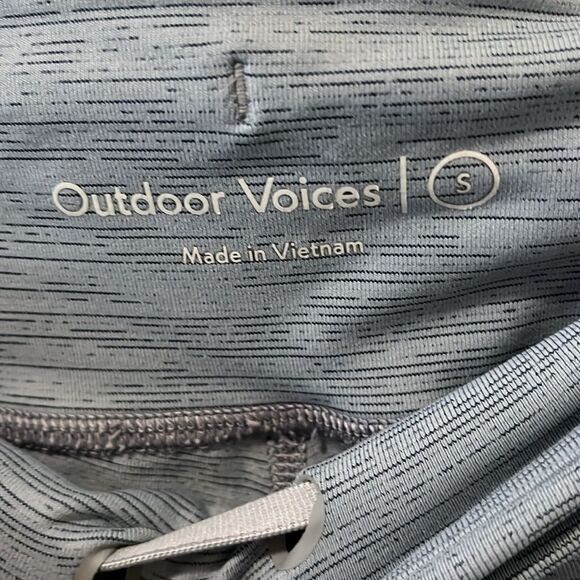 Outdoor Voices | S
Made in Vietnam